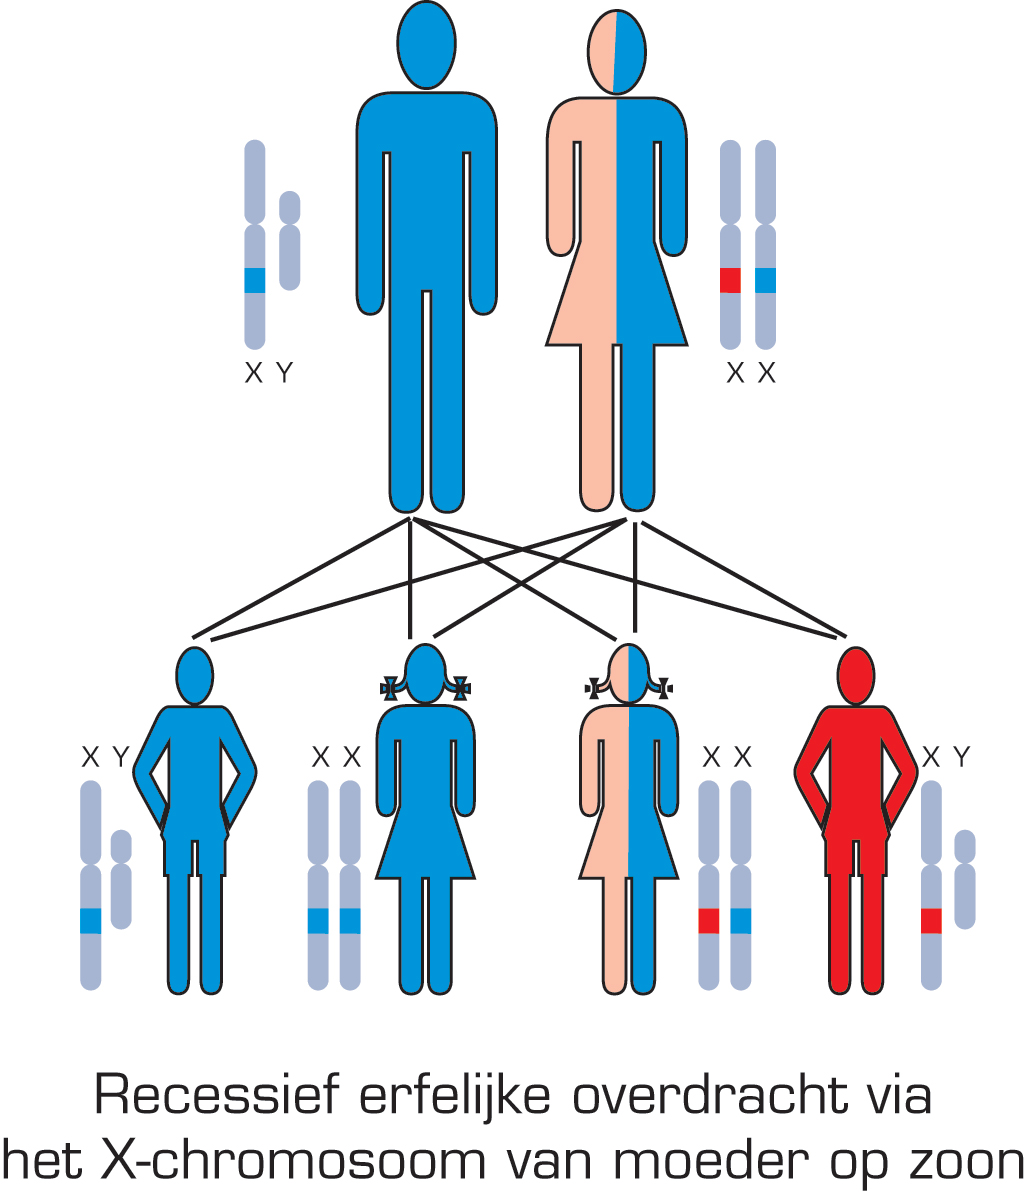 X Y
X X
X Y
X X
X X
X Y
Recessief erfelijke overdracht via
het X-chromosoom van moeder op zoon